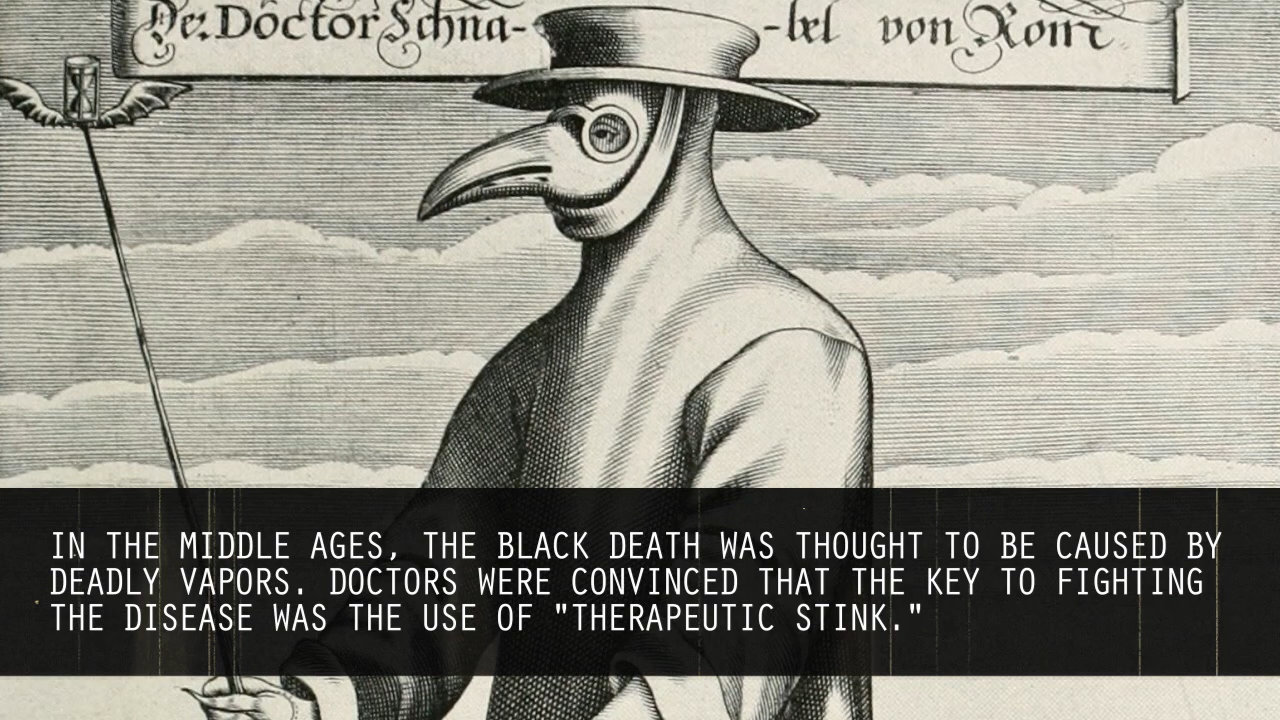 Der Doctor Schna- -bel von Rom
IN THE MIDDLE AGES, THE BLACK DEATH WAS THOUGHT TO BE CAUSED BY
DEADLY VAPORS. DOCTORS WERE CONVINCED THAT THE KEY TO FIGHTING
THE DISEASE WAS THE USE OF "THERAPEUTIC STINK."